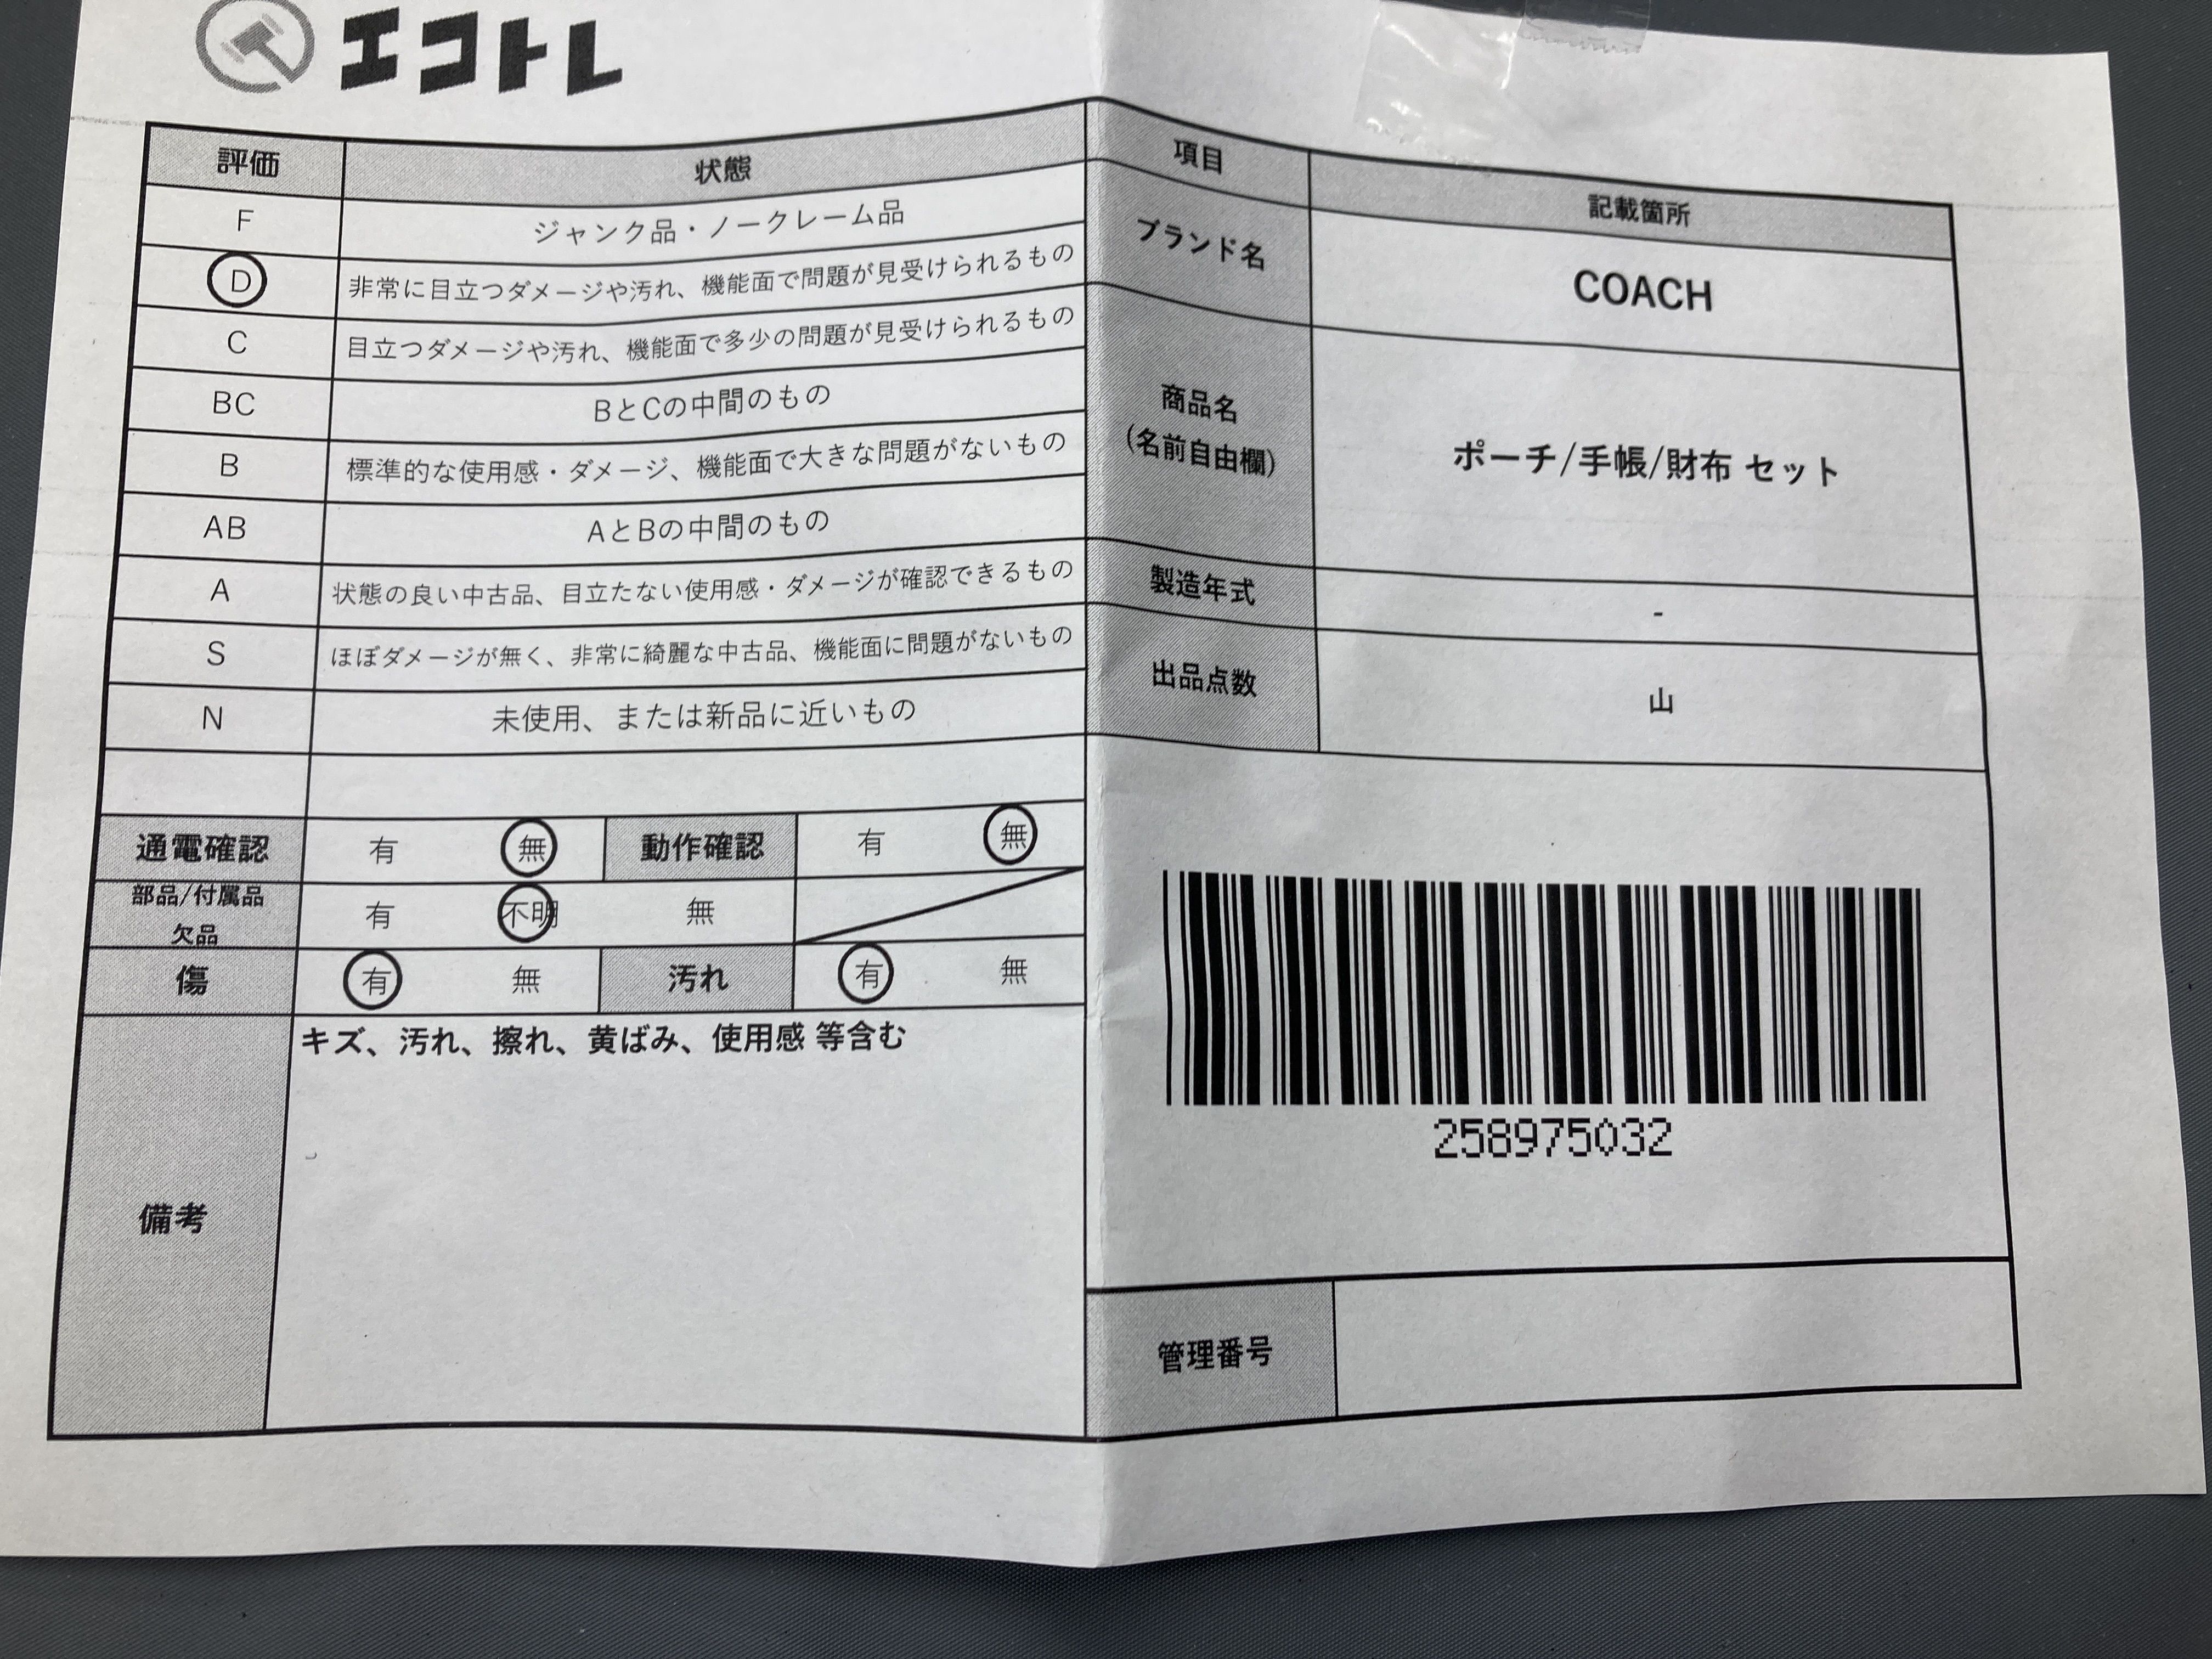 エコトレ
評価 状態
F ジャンク品・ノークレーム品
D 非常に目立つダメージや汚れ、機能面で問題が見受けられるもの
C 目立つダメージや汚れ、機能面で多少の問題が見受けられるもの
BC BとCの中間のもの
B 標準的な使用感・ダメージ、機能面で大きな問題がないもの
AB AとBの中間のもの
A 状態の良い中古品、目立たない使用感・ダメージが確認できるもの
S ほぼダメージが無く、非常に綺麗な中古品、機能面に問題がないもの
N 未使用、または新品に近いもの
通電確認 有 無 動作確認 有 無
部品/付属品
欠品 有 不明 無
傷 有 無 汚れ 有 無
備考 キズ、汚れ、擦れ、黄ばみ、使用感 等含む
項目 記載箇所
ブランド名 COACH
商品名
(名前自由欄) ポーチ/手帳/財布 セット
製造年式 -
出品点数 山
258975032
管理番号